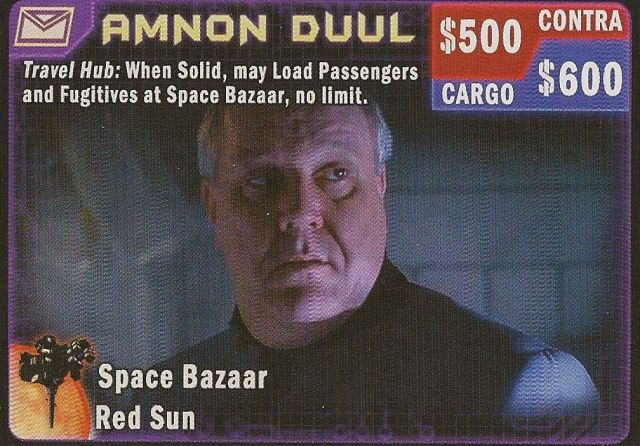 AMNON DUUL
$500
CONTRA
CARGO
$600
Travel Hub: When Solid, may Load Passengers
and Fugitives at Space Bazaar, no limit.
Space Bazaar
Red Sun